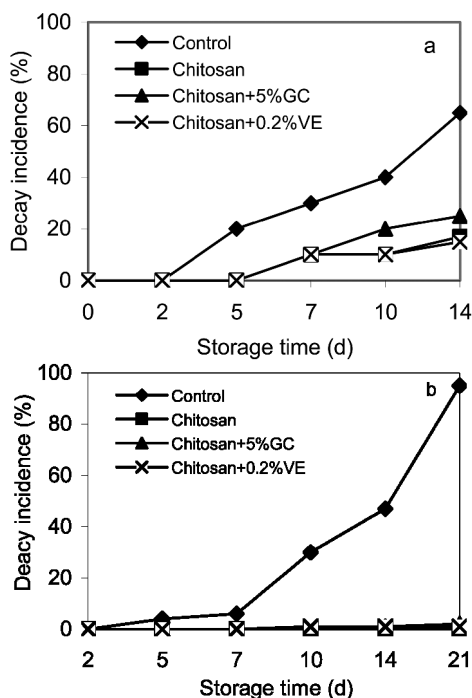 100
80
60
40
20
0
Decay incidence (%)
Control
Chitosan
Chitosan+5%GC
Chitosan+0.2%VE
a
0 2 5 7 10 14
Storage time (d)
100
80
60
40
20
0
Deacy incidence (%)
Control
Chitosan
Chitosan+5%GC
Chitosan+0.2%VE
b
2 5 7 10 14 21
Storage time (d)